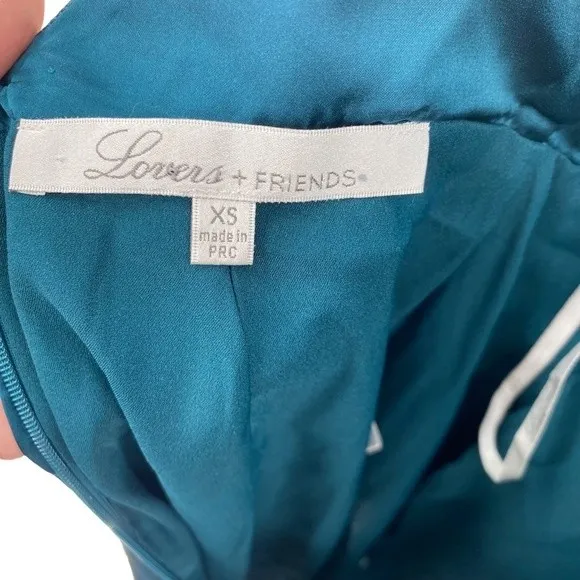 Lovers + FRIENDS®
XS
made in
PRC